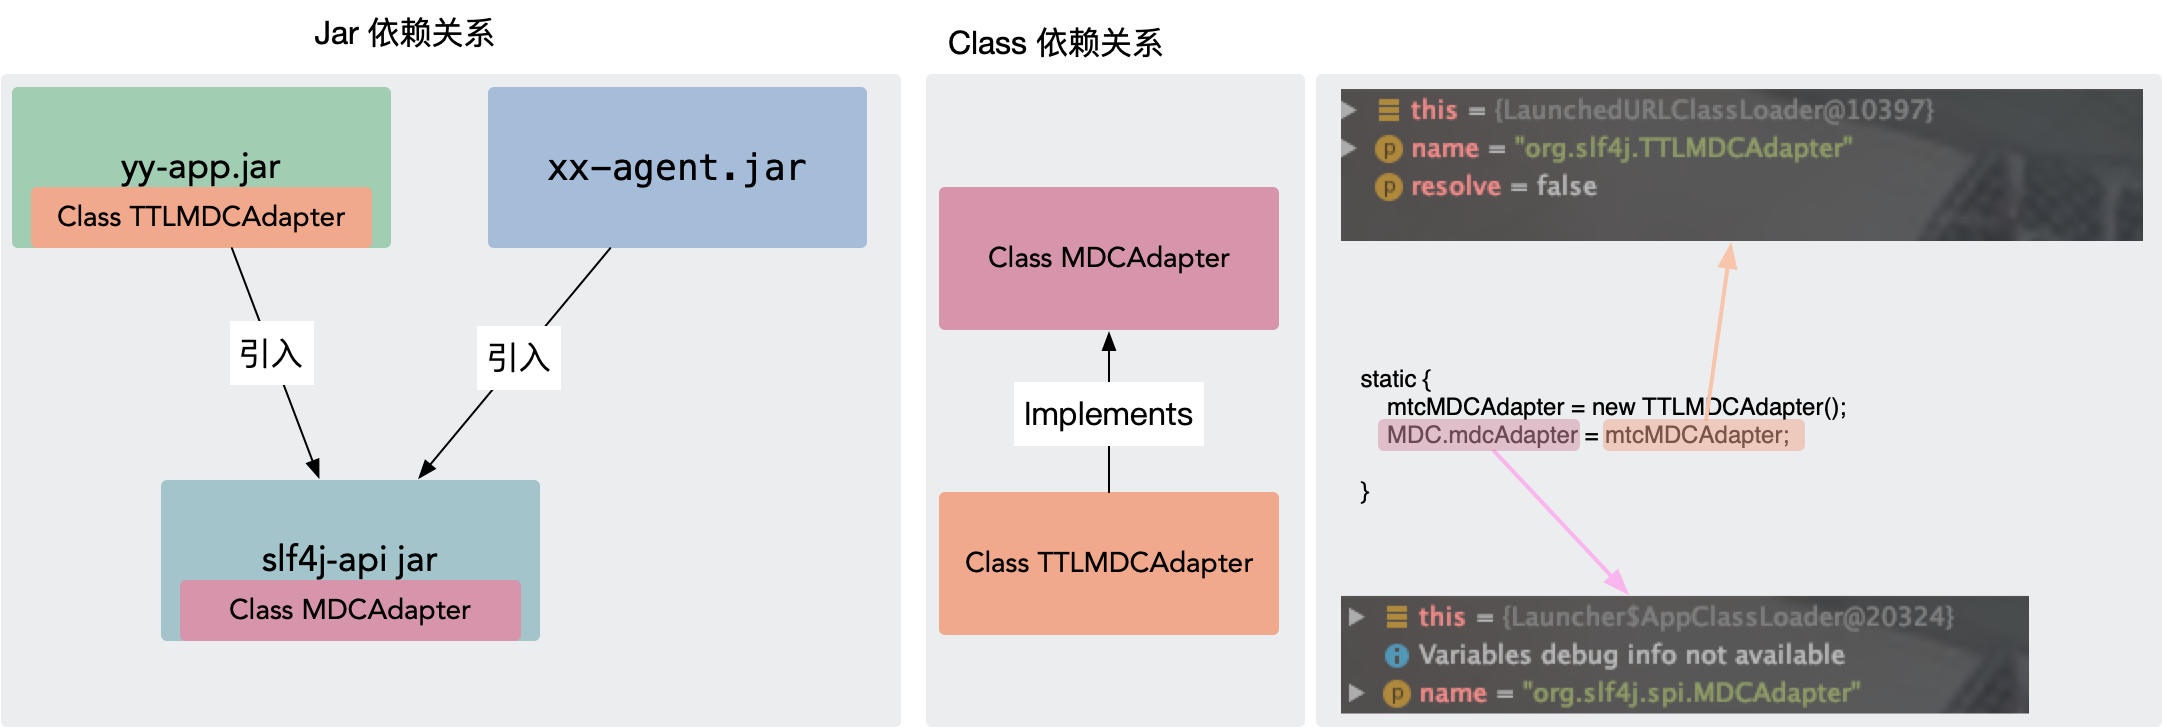 Jar 依赖关系
yy-app.jar
Class TTLMDCAdapter
xx-agent.jar
引入
引入
slf4j-api jar
Class MDCAdapter
Class 依赖关系
Class MDCAdapter
Implements
Class TTLMDCAdapter
this = {LaunchedURLClassLoader@10397}
p name = "org.slf4j.TTLMDCAdapter"
p resolve = false
static {
mtcMDCAdapter = new TTLMDCAdapter();
MDC.mdcAdapter = mtcMDCAdapter;
}
this = {Launcher$AppClassLoader@20324}
i Variables debug info not available
p name = "org.slf4j.spi.MDCAdapter"